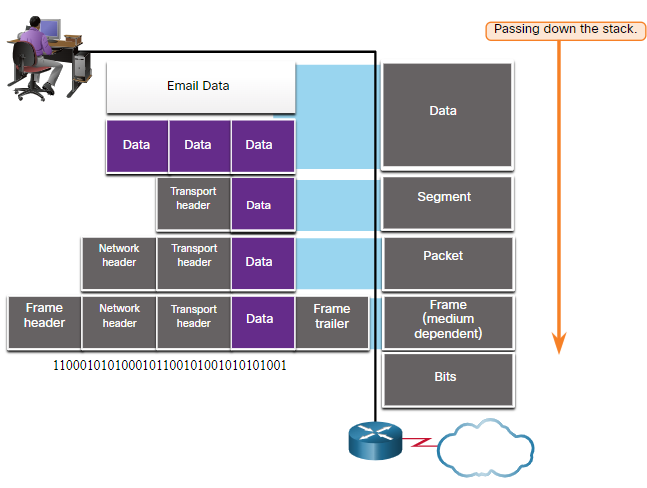 Passing down the stack.
Email Data
Data
Data Data Data
Transport
header
Data
Segment
Network
header
Transport
header
Data
Packet
Frame
header
Network
header
Transport
header
Data
Frame
trailer
Frame
(medium
dependent)
1100010101000101100101001010101001
Bits